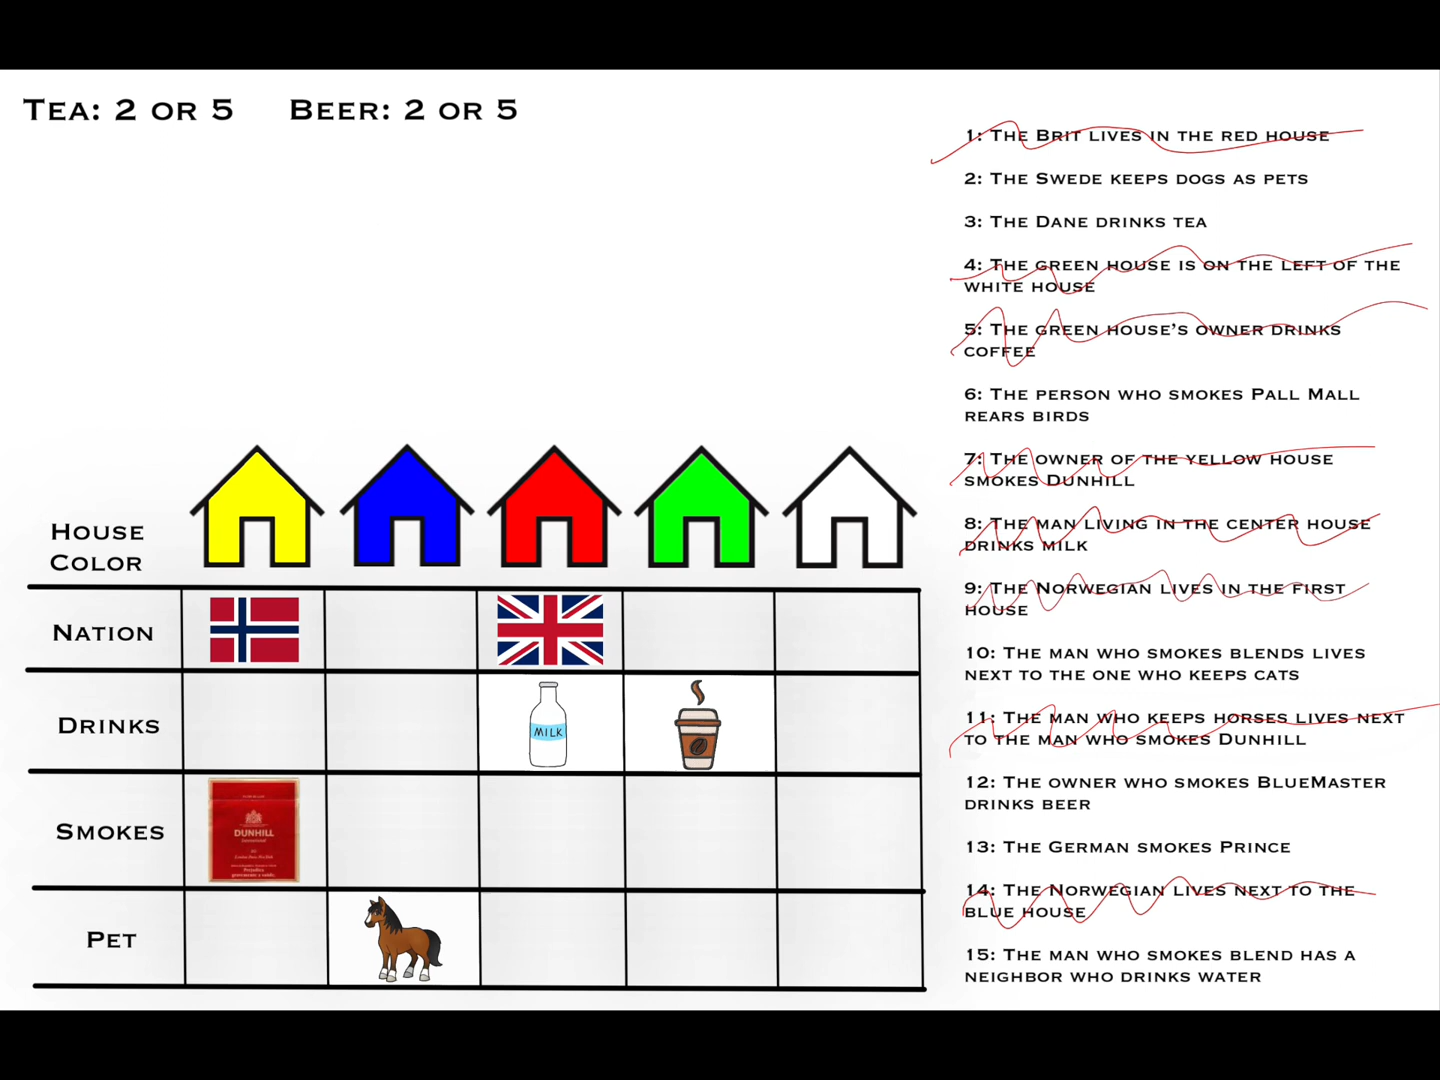 TEA: 2 OR 5 BEER: 2 OR 5
1: THE BRIT LIVES IN THE RED HOUSE
2: THE SWEDE KEEPS DOGS AS PETS
3: THE DANE DRINKS TEA
4: THE GREEN HOUSE IS ON THE LEFT OF THE
WHITE HOUSE
5: THE GREEN HOUSE'S OWNER DRINKS
COFFEE
6: THE PERSON WHO SMOKES PALL MALL
REARS BIRDS
7: THE OWNER OF THE YELLOW HOUSE
SMOKES DUNHILL
8: THE MAN LIVING IN THE CENTER HOUSE
DRINKS MILK
9: THE NORWEGIAN LIVES IN THE FIRST
HOUSE
10: THE MAN WHO SMOKES BLENDS LIVES
NEXT TO THE ONE WHO KEEPS CATS
11: THE MAN WHO KEEPS HORSES LIVES NEXT
TO THE MAN WHO SMOKES DUNHILL
12: THE OWNER WHO SMOKES BLUEMASTER
DRINKS BEER
13: THE GERMAN SMOKES PRINCE
14: THE NORWEGIAN LIVES NEXT TO THE
BLUE HOUSE
15: THE MAN WHO SMOKES BLEND HAS A
NEIGHBOR WHO DRINKS WATER
HOUSE
COLOR
NATION
DRINKS
MILK
SMOKES
DUNHILL
International
PET